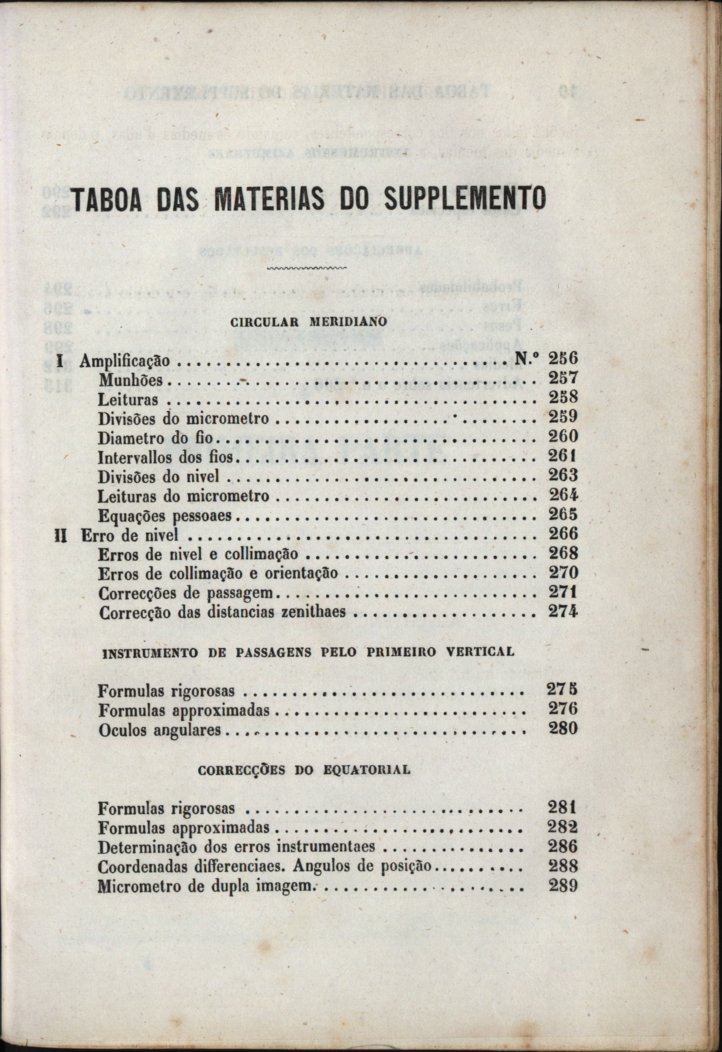 TABOA DAS MATERIAS DO SUPPLEMENTO
CIRCULAR MERIDIANO
I Amplificação ................................ N.º 256
Munhões ................................ 257
Leituras ................................ 258
Divisões do micrometro ................................ 259
Diametro do fio ................................ 260
Intervallos dos fios ................................ 261
Divisões do nivel ................................ 263
Leituras do micrometro ................................ 264
Equações pessoaes ................................ 265
II Erro de nivel ................................ 266
Erros de nivel e collimação ................................ 268
Erros de collimação e orientação ................................ 270
Correcções de passagem ................................ 271
Correcção das distancias zenithaes ................................ 274
INSTRUMENTO DE PASSAGENS PELO PRIMEIRO VERTICAL
Formulas rigorosas ................................ 275
Formulas approximadas ................................ 276
Oculos angulares ................................ 280
CORRECÇÕES DO EQUATORIAL
Formulas rigorosas ................................ 281
Formulas approximadas ................................ 282
Determinação dos erros instrumentaes ................................ 286
Coordenadas differenciaes. Angulos de posição ................................ 288
Micrometro de dupla imagem ................................ 289